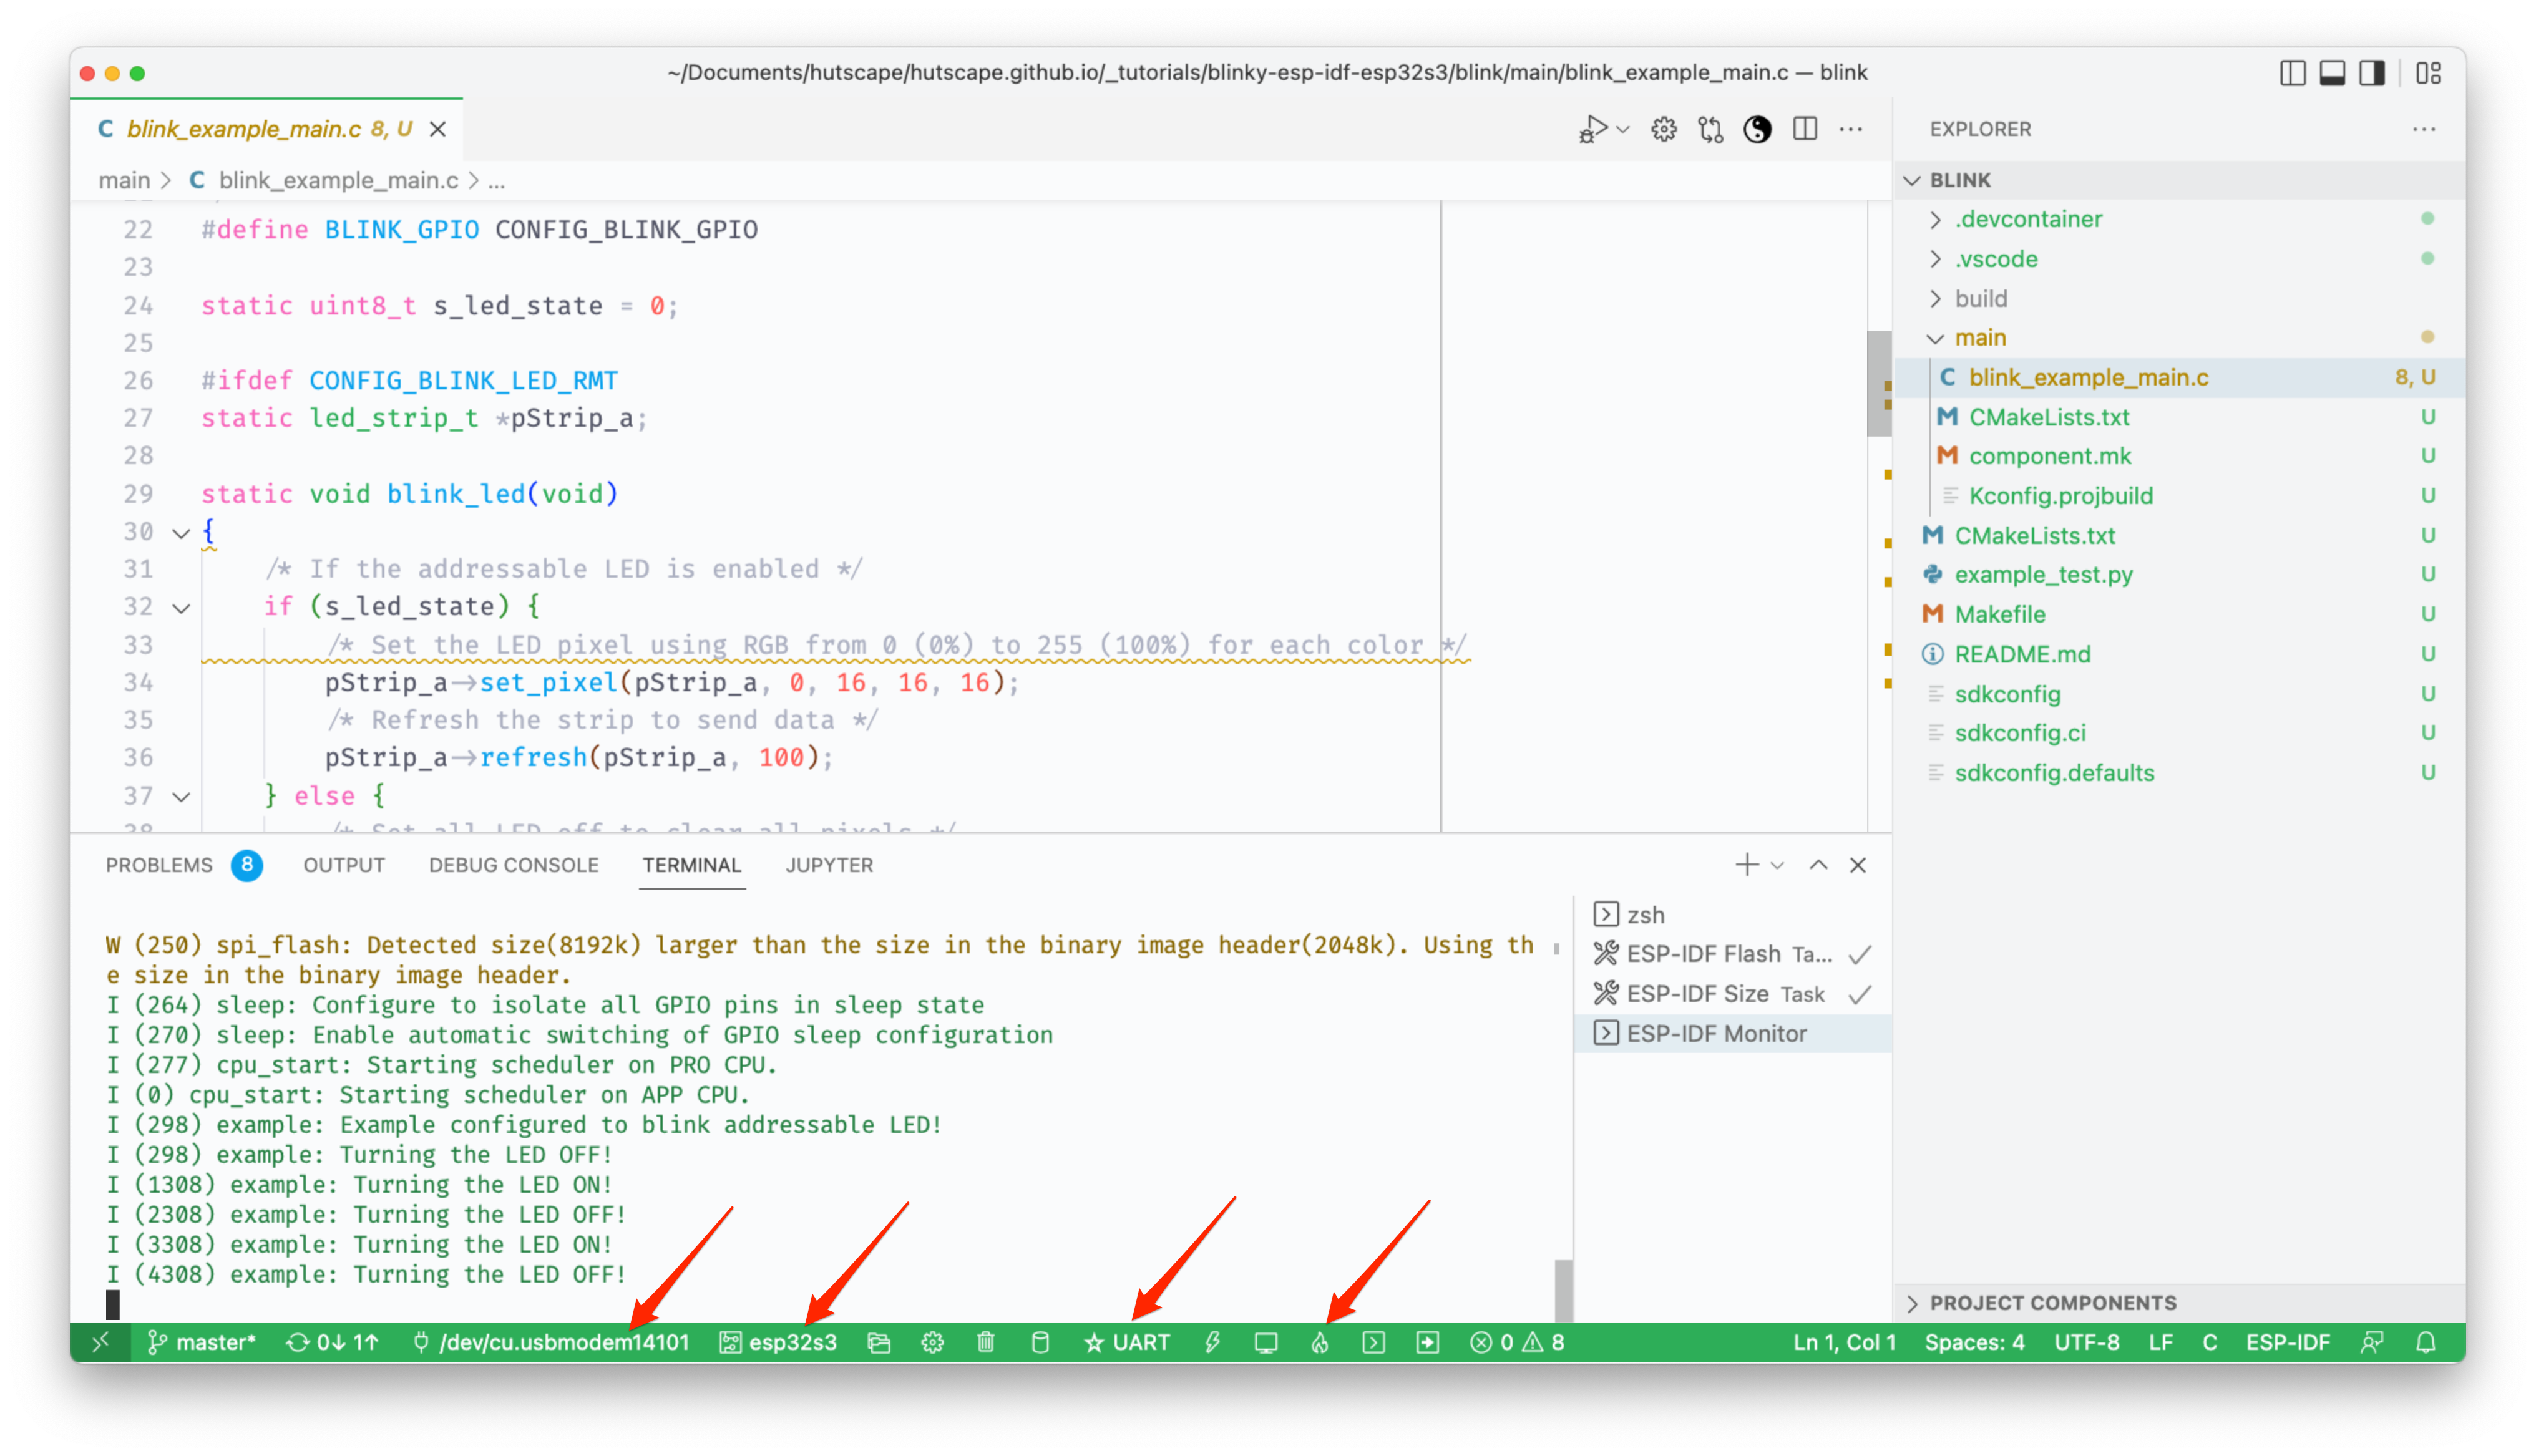 ~/Documents/hutscape/hutscape.github.io/_tutorials/blinky-esp-idf-esp32s3/blink/main/blink_example_main.c — blink
C blink_example_main.c 8, U
main > C blink_example_main.c > ...
22 #define BLINK_GPIO CONFIG_BLINK_GPIO
23
24 static uint8_t s_led_state = 0;
25
26 #ifdef CONFIG_BLINK_LED_RMT
27 static led_strip_t *pStrip_a;
28
29 static void blink_led(void)
30 {
31 /* If the addressable LED is enabled */
32 if (s_led_state) {
33 /* Set the LED pixel using RGB from 0 (0%) to 255 (100%) for each color */
34 pStrip_a->set_pixel(pStrip_a, 0, 16, 16, 16);
35 /* Refresh the strip to send data */
36 pStrip_a->refresh(pStrip_a, 100);
37 } else {
38 /* Set all LED off to clear all pixels */
PROBLEMS 8 OUTPUT DEBUG CONSOLE TERMINAL JUPYTER
W (250) spi_flash: Detected size(8192k) larger than the size in the binary image header(2048k). Using th
e size in the binary image header.
I (264) sleep: Configure to isolate all GPIO pins in sleep state
I (270) sleep: Enable automatic switching of GPIO sleep configuration
I (277) cpu_start: Starting scheduler on PRO CPU.
I (0) cpu_start: Starting scheduler on APP CPU.
I (298) example: Example configured to blink addressable LED!
I (298) example: Turning the LED OFF!
I (1308) example: Turning the LED ON!
I (2308) example: Turning the LED OFF!
I (3308) example: Turning the LED ON!
I (4308) example: Turning the LED OFF!
zsh
ESP-IDF Flash Ta...
ESP-IDF Size Task
ESP-IDF Monitor
EXPLORER
BLINK
.devcontainer
.vscode
build
main
C blink_example_main.c 8, U
M CMakeLists.txt U
M component.mk U
Kconfig.projbuild U
M CMakeLists.txt U
example_test.py U
M Makefile U
README.md U
sdkconfig U
sdkconfig.ci U
sdkconfig.defaults U
PROJECT COMPONENTS
master* 0↓ 1↑ /dev/cu.usbmodem14101 esp32s3 UART 0 8 Ln 1, Col 1 Spaces: 4 UTF-8 LF C ESP-IDF